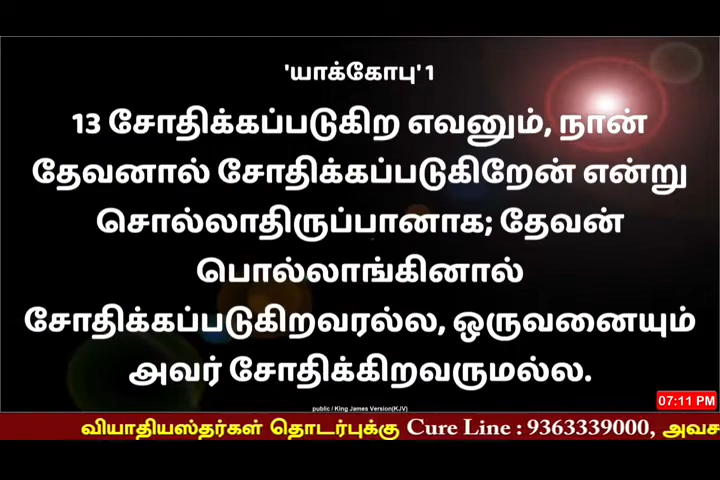 'யாக்கோபு' 1
13 சோதிக்கப்படுகிற எவனும், நான்
தேவனால் சோதிக்கப்படுகிறேன் என்று
சொல்லாதிருப்பானாக; தேவன்
பொல்லாங்கினால்
சோதிக்கப்படுகிறவரல்ல, ஒருவனையும்
அவர் சோதிக்கிறவருமல்ல.
public / King James Version(KJV)
07:11 PM
வியாதியஸ்தர்கள் தொடர்புக்கு Cure Line : 9363339000, அவச